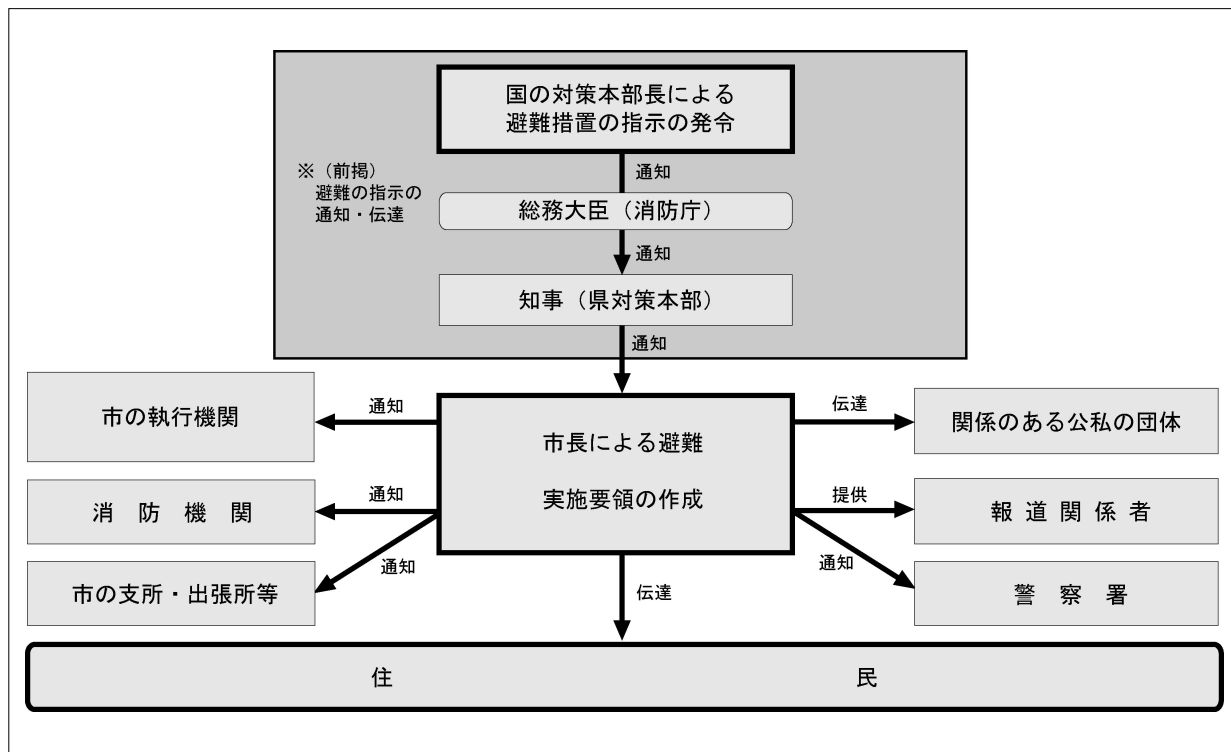 国の対策本部長による
避難措置の指示の発令
※（前掲）
避難の指示の
通知・伝達
通知
総務大臣（消防庁）
通知
知事（県対策本部）
通知
市の執行機関
通知
市長による避難
実施要領の作成
伝達
関係のある公私の団体
消防機関
通知
提供
報道関係者
市の支所・出張所等
通知
通知
警察署
伝達
住民